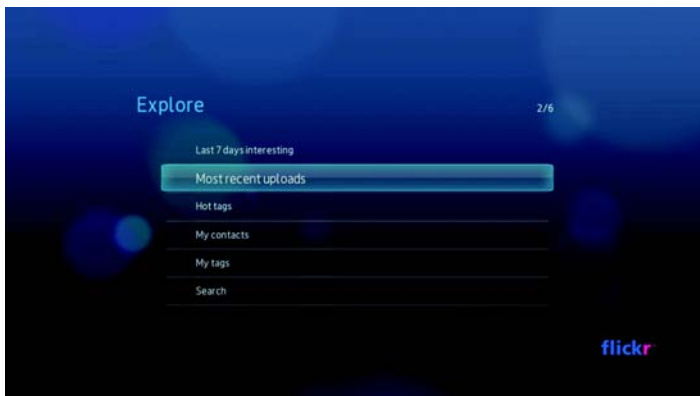 Explore
2/6
Last 7 days interesting
Most recent uploads
Hot tags
My contacts
My tags
Search
flickr